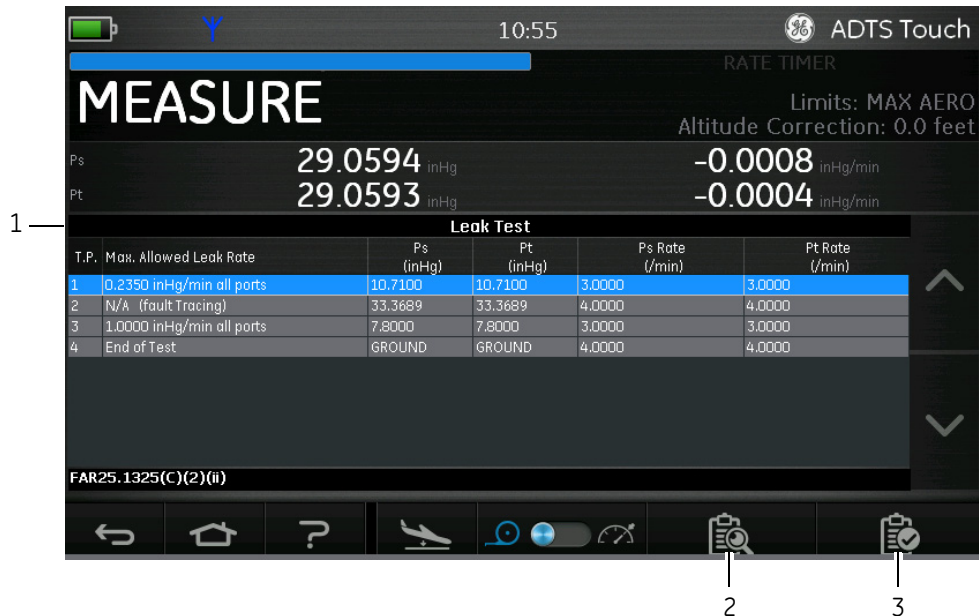 10:55
ADTS Touch
RATE TIMER
MEASURE
Limits: MAX AERO
Altitude Correction: 0.0 feet
Ps 29.0594 inHg -0.0008 inHg/min
Pt 29.0593 inHg -0.0004 inHg/min
1
Leak Test
T.P. Max. Allowed Leak Rate Ps (inHg) Pt (inHg) Ps Rate (/min) Pt Rate (/min)
1 0.2350 inHg/min all ports 10.7100 10.7100 3.0000 3.0000
2 N/A (fault Tracing) 33.3689 33.3689 4.0000 4.0000
3 1.0000 inHg/min all ports 7.8000 7.8000 3.0000 3.0000
4 End of Test GROUND GROUND 4.0000 4.0000
FAR25.1325(C)(2)(ii)
?
2 3